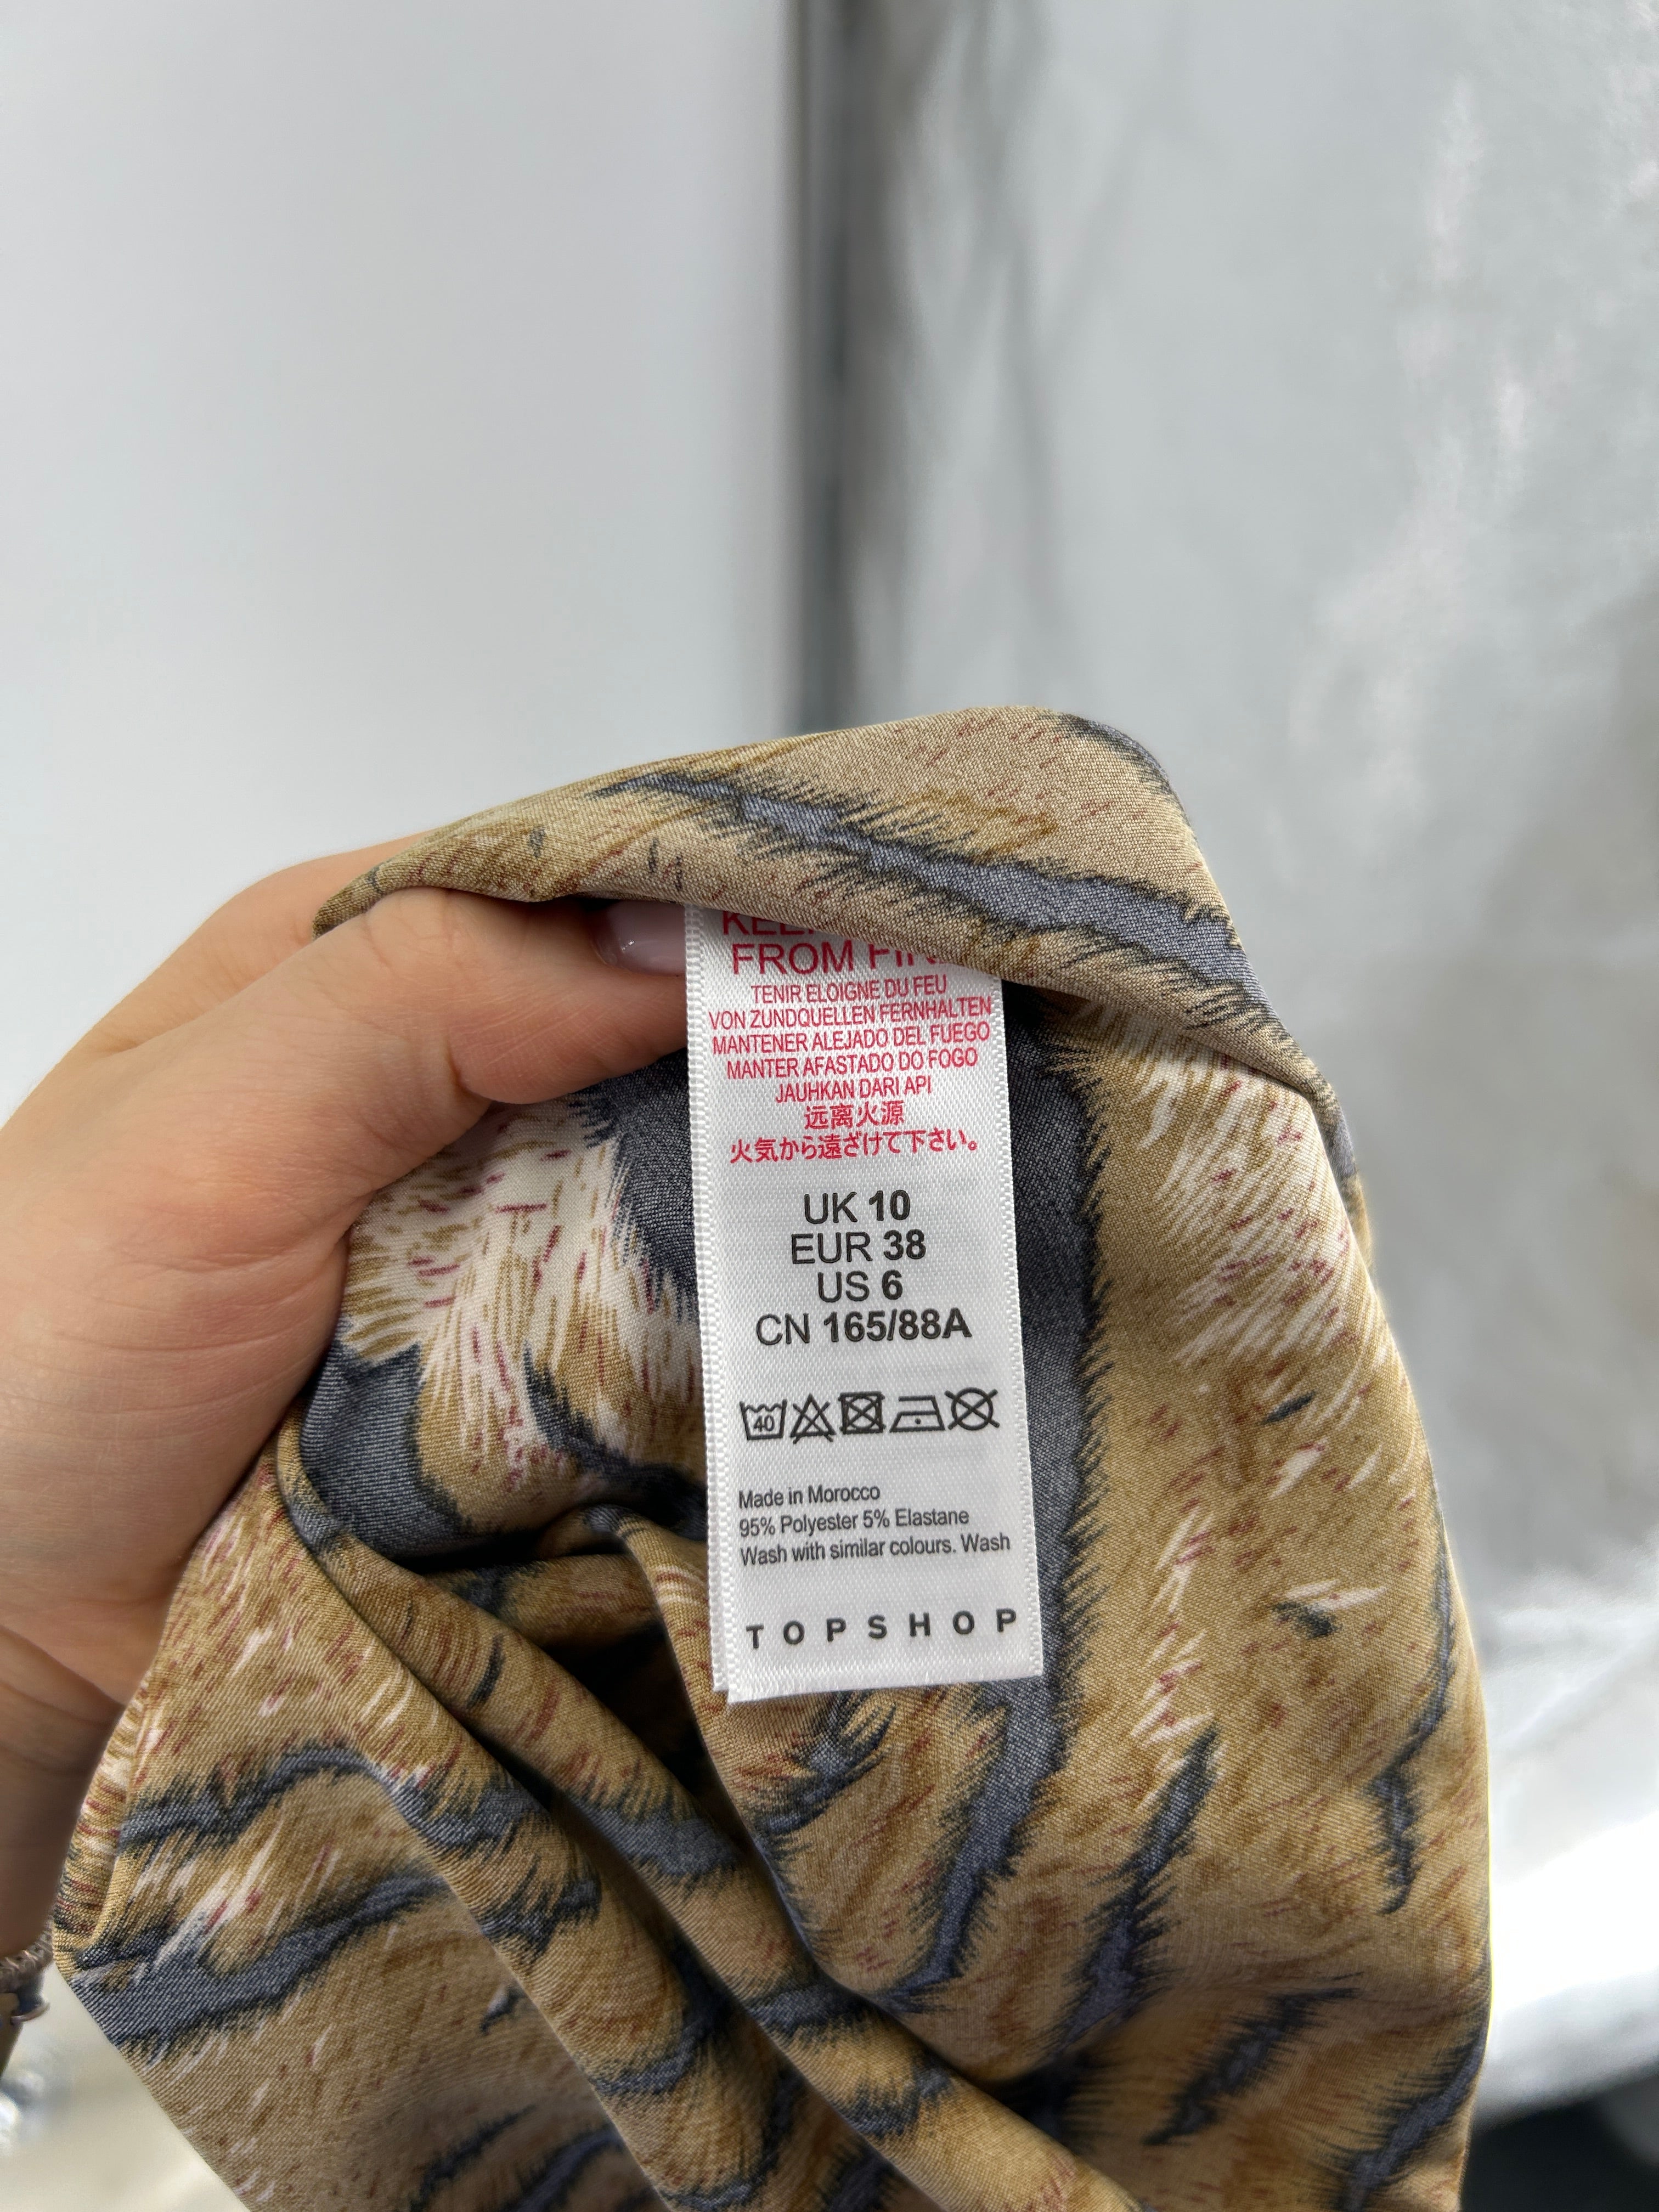 FROM
TENIR ELOIGNE DU FEU
VON ZUNDQUELLEN FERNHALTEN
MANTENER ALEJADO DEL FUEGO
MANTER AFASTADO DO FOGO
JAUHKAN DARI API
远离火源
火気から遠ざけて下さい。
UK 10
EUR 38
US 6
CN 165/88A
40
Made in Morocco
95% Polyester 5% Elastane
Wash with similar colours. Wash
TOPSHOP